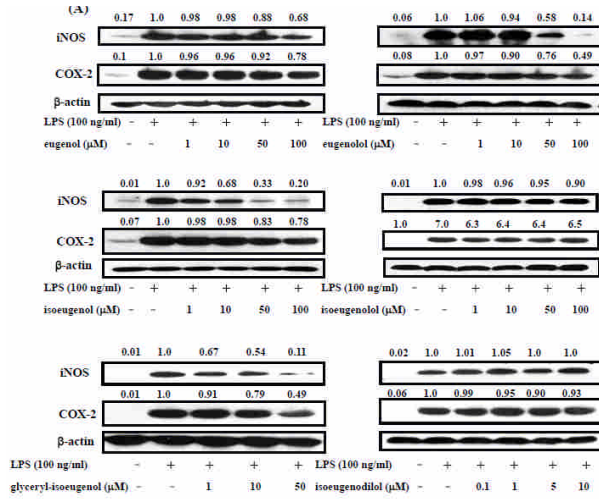 (A)
0.17 1.0 0.98 0.98 0.88 0.68
iNOS
0.1 1.0 0.96 0.96 0.92 0.78
COX-2
β-actin
LPS (100 ng/ml) − + + + + +
eugenol (μM) − − 1 10 50 100
0.06 1.0 1.06 0.94 0.58 0.14
0.08 1.0 0.97 0.90 0.76 0.49
LPS (100 ng/ml) − + + + + +
eugenolol (μM) − − 1 10 50 100
0.01 1.0 0.92 0.68 0.33 0.20
iNOS
0.07 1.0 0.98 0.98 0.83 0.78
COX-2
β-actin
LPS (100 ng/ml) − + + + + +
isoeugenol (μM) − − 1 10 50 100
0.01 1.0 0.98 0.96 0.95 0.90
1.0 7.0 6.3 6.4 6.4 6.5
LPS (100 ng/ml) − + + + + +
isoeugenolol (μM) − − 1 10 50 100
0.01 1.0 0.67 0.54 0.11
iNOS
0.01 1.0 0.91 0.79 0.49
COX-2
β-actin
LPS (100 ng/ml) − + + + +
glyceryl-isoeugenol (μM) − − 1 10 50
0.02 1.0 1.01 1.05 1.0 1.0
0.06 1.0 0.99 0.95 0.90 0.93
LPS (100 ng/ml) − + + + + +
isoeugenodilol (μM) − − 0.1 1 5 10